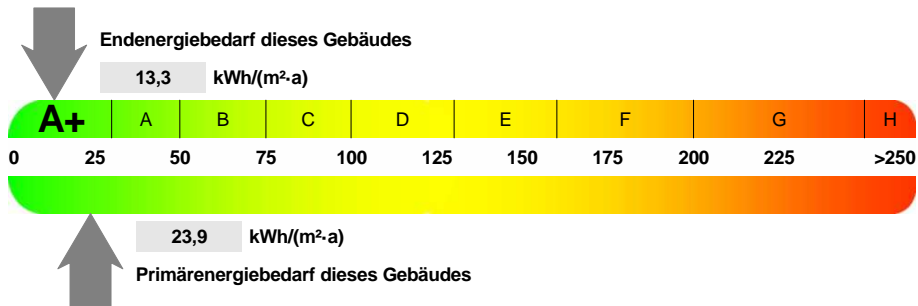 Endenergiebedarf dieses Gebäudes
13,3 kWh/(m²·a)
A+ A B C D E F G H
0 25 50 75 100 125 150 175 200 225 >250
23,9 kWh/(m²·a)
Primärenergiebedarf dieses Gebäudes